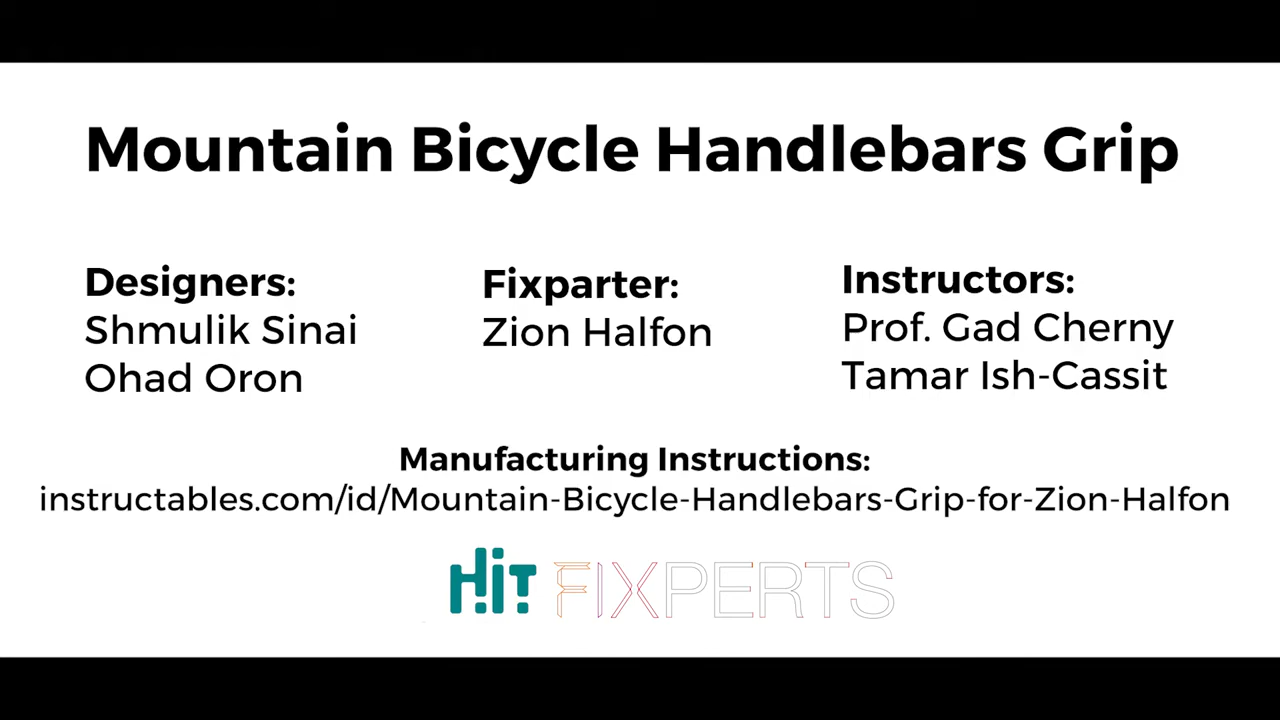 Mountain Bicycle Handlebars Grip
Designers:
Shmulik Sinai
Ohad Oron
Fixparter:
Zion Halfon
Instructors:
Prof. Gad Cherny
Tamar Ish-Cassit
Manufacturing Instructions:
instructables.com/id/Mountain-Bicycle-Handlebars-Grip-for-Zion-Halfon
HiT FIXPERTS